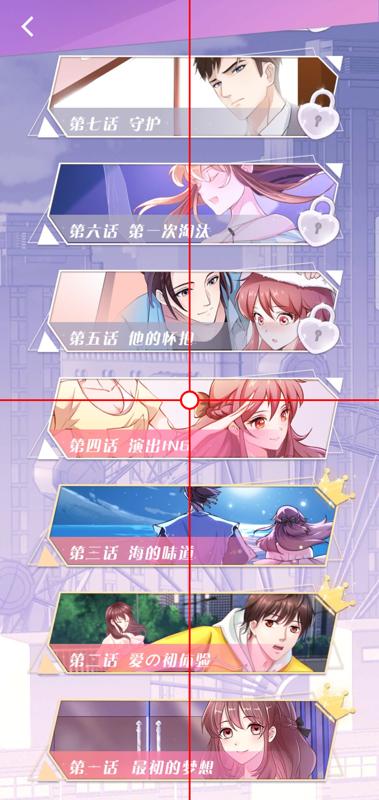 第七话 守护
第六话 第一次淘汰
第五话 他的怀抱
第四话 演出ING
第三话 海的味道
第二话 爱の初体验
第一话 最初的梦想